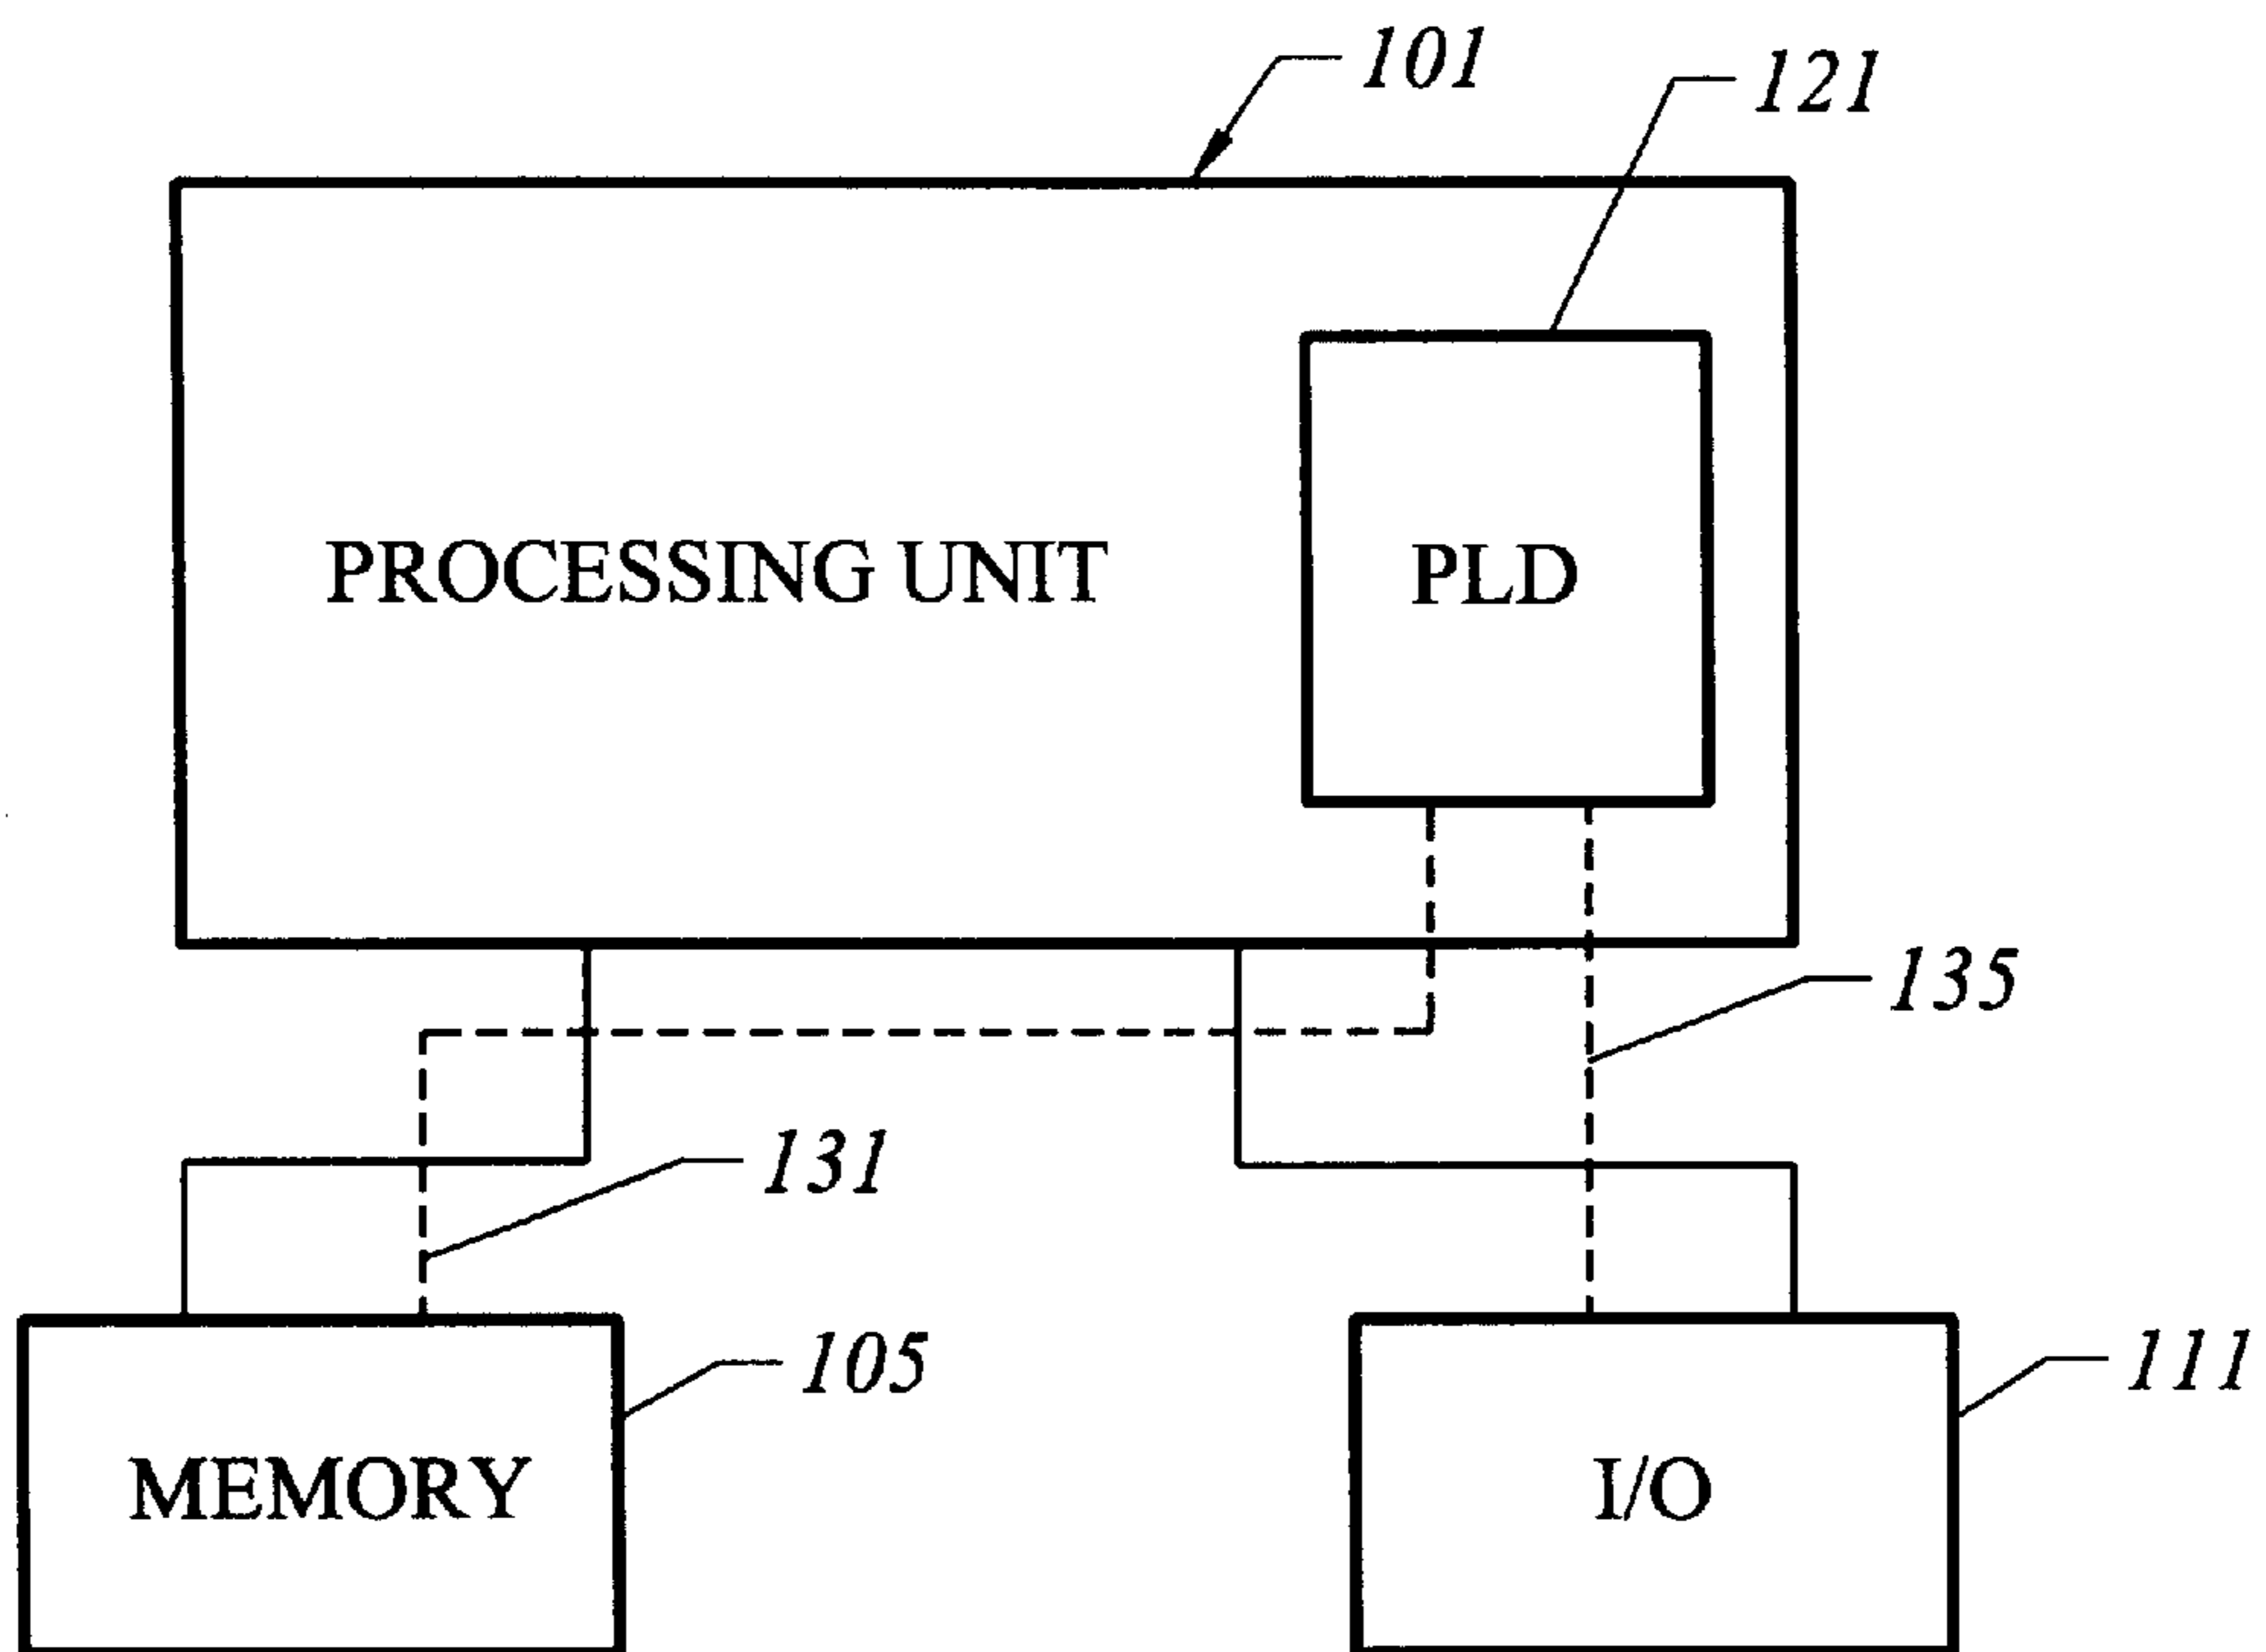 101
121
PROCESSING UNIT
PLD
135
131
105
111
MEMORY
I/O